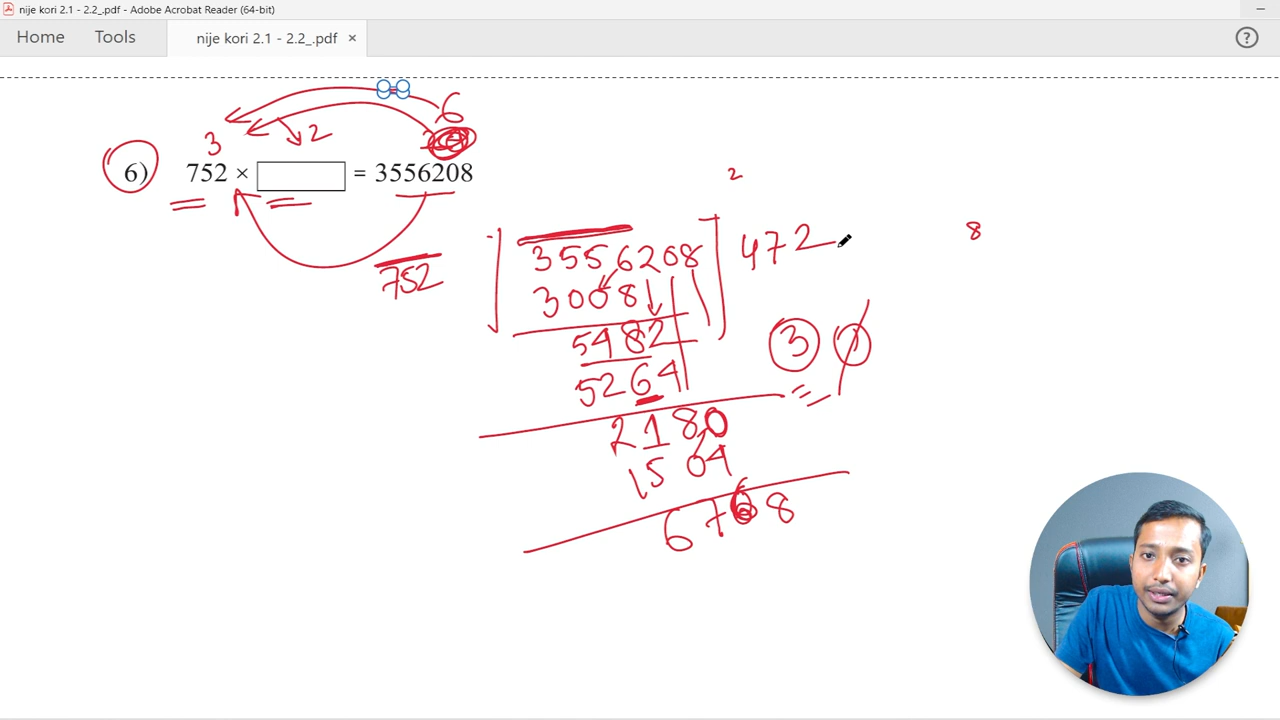 nije kori 2.1 - 2.2_.pdf - Adobe Acrobat Reader (64-bit)
Home Tools nije kori 2.1 - 2.2_.pdf × ?
6
3 2
6) 752 × = 3556208
2
8
752 3556208 472
3008
5482 3 1
5264
2180
1504
6768